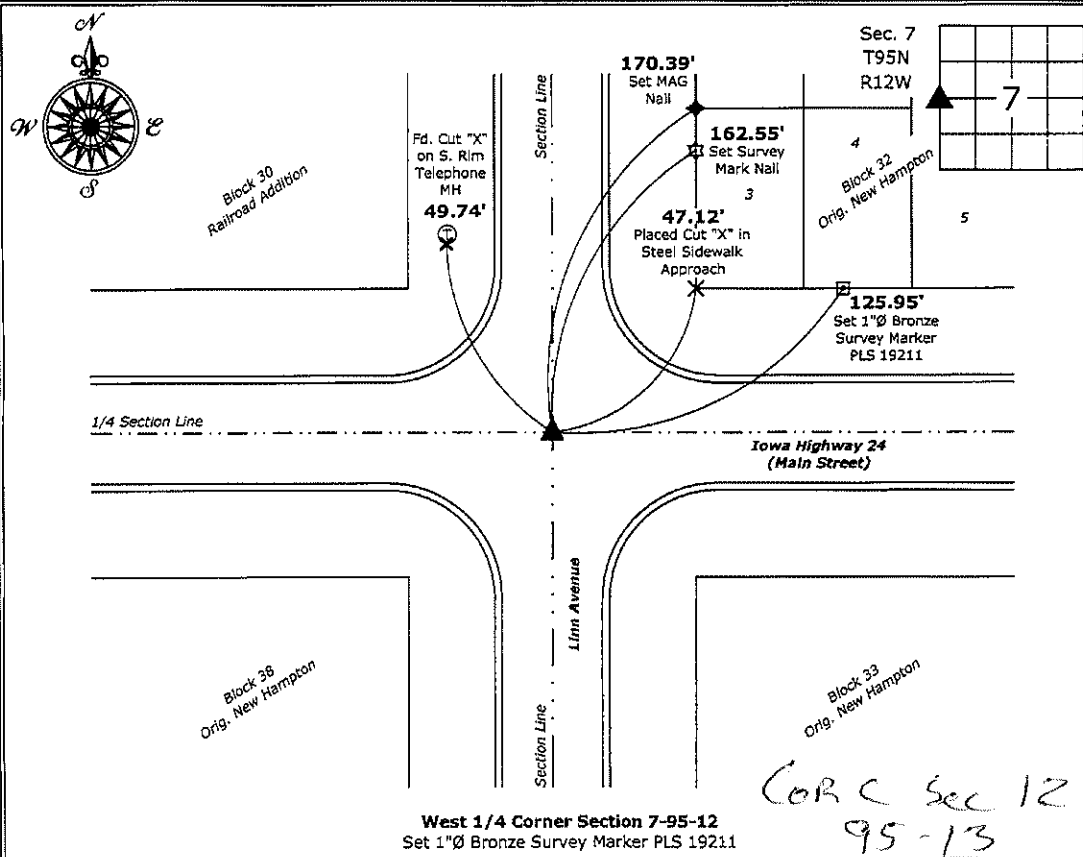 N
W
E
S
Sec. 7
T95N
R12W
7
170.39'
Set MAG
Nail
162.55'
Set Survey
Mark Nail
47.12'
Placed Cut "X" in
Steel Sidewalk
Approach
Fd. Cut "X"
on S. Rim
Telephone
MH
49.74'
T
Section Line
Block 30
Railroad Addition
3
4
Block 32
Orig. New Hampton
5
125.95'
Set 1"Ø Bronze
Survey Marker
PLS 19211
1/4 Section Line
Iowa Highway 24
(Main Street)
Linn Avenue
Section Line
Block 38
Orig. New Hampton
Block 33
Orig. New Hampton
West 1/4 Corner Section 7-95-12
Set 1"Ø Bronze Survey Marker PLS 19211
COR C Sec 12
95-13